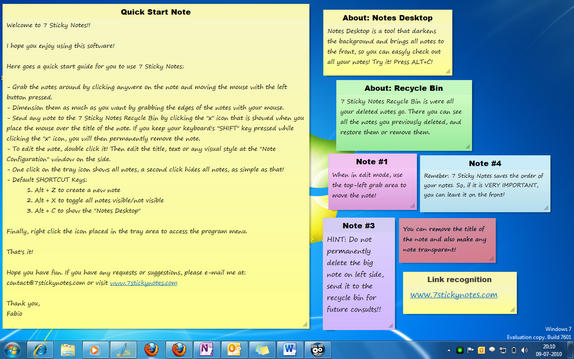 Quick Start Note
Welcome to 7 Sticky Notes!!
I hope you enjoy using this software!
Here goes a quick start guide for you to use 7 Sticky Notes:
- Grab the notes around by clicking anywere on the note and moving the mouse with the left
button pressed.
- Dimension them as much as you want by grabbing the edges of the notes with your mouse.
- Send any note to the 7 Sticky Notes Recycle Bin by clicking the "x" icon that is showed when you
place the mouse over the title of the note. If you keep your keyboard's "SHIFT" key pressed while
clicking the "x" icon, you will then permanently remove the note.
- To edit the note, double click it! Then edit the title, text or any visual style at the "Note
Configuration" window on the side.
- One click on the tray icon shows all notes, a second click hides all notes, as simple as that!
- Default SHORTCUT Keys:
1. Alt + Z to create a new note
2. Alt + X to toggle all notes visible/not visible
3. Alt + C to show the "Notes Desktop"
Finally, right click the icon placed in the tray area to access the program menu.
That's it!
Hope you have fun. If you have any requests or suggestions, please e-mail me at:
contact@7stickynotes.com or visit www.7stickynotes.com
Thank you,
Fabio
About: Notes Desktop
Notes Desktop is a tool that darkens
the background and brings all notes to
the front, so you can easyly check out
all your notes! Try it! Press ALT+C!
About: Recycle Bin
7 Sticky Notes Recycle Bin is were all
your deleted notes go. There you can see
all the notes you previously deleted, and
restore them or remove them.
Note #1
When in edit mode, use
the top-left grab area to
move the note!
Note #4
Remeber: 7 Sticky Notes saves the order of
your notes. So, if it is VERY IMPORTANT,
you can leave it on the front!
Note #3
HINT: Do not
permanently
delete the big
note on left side,
send it to the
recycle bin for
future consults!!
You can remove the title of
the note and also make any
note transparent!
Link recognition
www.7stickynotes.com
Windows 7
Evaluation copy. Build 7601
20:10
09-07-2010